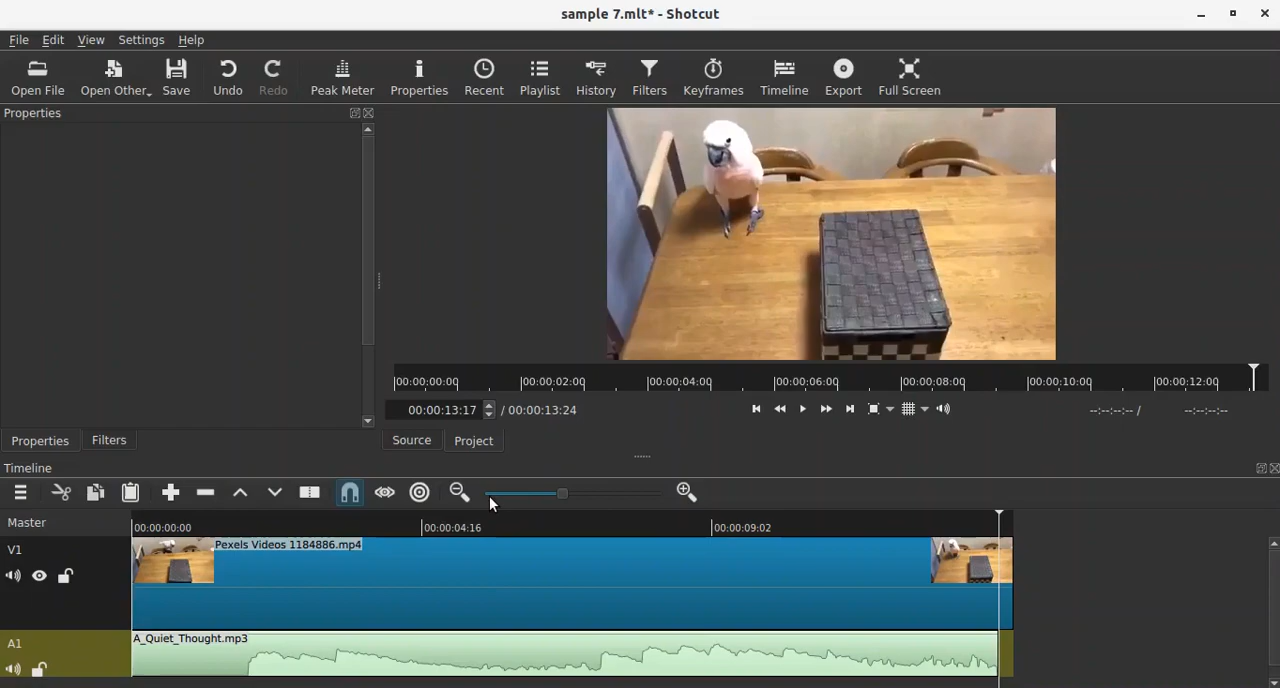 sample 7.mlt* - Shotcut
File Edit View Settings Help
Open File Open Other Save Undo Redo Peak Meter Properties Recent Playlist History Filters Keyframes Timeline Export Full Screen
Properties
00:00:00:00 00:00:02:00 00:00:04:00 00:00:06:00 00:00:08:00 00:00:10:00 00:00:12:00
00:00:13:17 / 00:00:13:24 --:--:--:-- / --:--:--:--
Properties Filters Source Project
Timeline
Master 00:00:00:00 00:00:04:16 00:00:09:02
V1 Pexels Videos 1184886.mp4
A1 A_Quiet_Thought.mp3